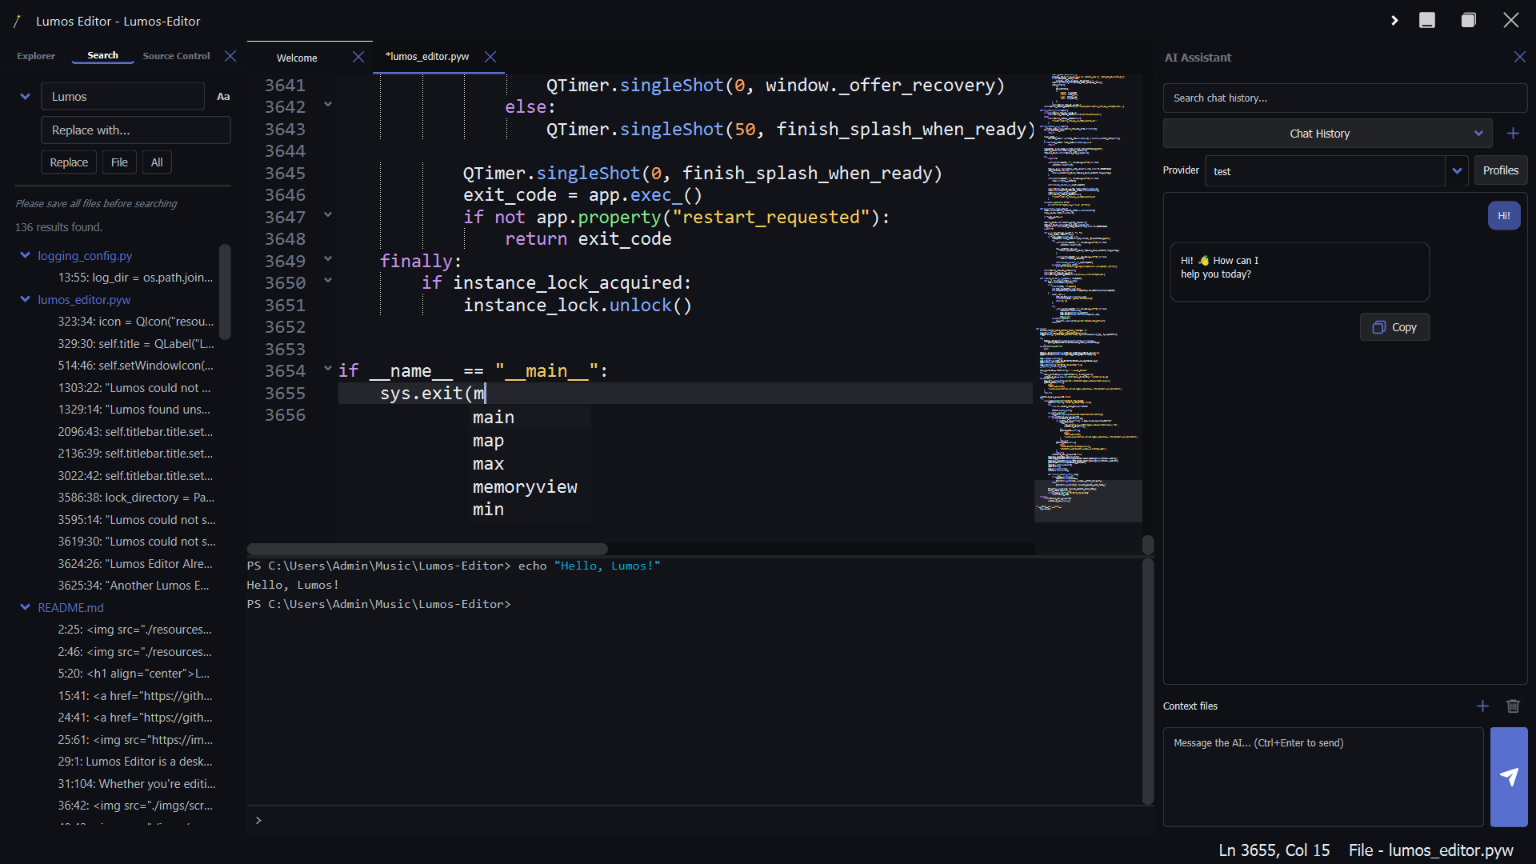 Lumos Editor - Lumos-Editor
Explorer Search Source Control
Lumos
Aa
Replace with...
Replace File All
Please save all files before searching
136 results found.
logging_config.py
13:55: log_dir = os.path.join...
lumos_editor.pyw
323:34: icon = QIcon("resou...
329:30: self.title = QLabel("L...
514:46: self.setWindowIcon(...
1303:22: "Lumos could not ...
1329:14: "Lumos found uns...
2096:43: self.titlebar.title.set...
2136:39: self.titlebar.title.set...
3022:42: self.titlebar.title.set...
3586:38: lock_directory = Pa...
3595:14: "Lumos could not s...
3619:30: "Lumos could not s...
3624:26: "Lumos Editor Alre...
3625:34: "Another Lumos E...
README.md
2:25: <img src="./resources...
2:46: <img src="./resources...
5:20: <h1 align="center">L...
15:41: <a href="https://gith...
24:41: <a href="https://gith...
25:61: <img src="https://im...
29:1: Lumos Editor is a desk...
31:104: Whether you're editi...
36:42: <img src="./imgs/scr...
Welcome
*lumos_editor.pyw
3641 QTimer.singleShot(0, window._offer_recovery)
3642 else:
3643 QTimer.singleShot(50, finish_splash_when_ready)
3644
3645 QTimer.singleShot(0, finish_splash_when_ready)
3646 exit_code = app.exec_()
3647 if not app.property("restart_requested"):
3648 return exit_code
3649 finally:
3650 if instance_lock_acquired:
3651 instance_lock.unlock()
3652
3653
3654 if __name__ == "__main__":
3655 sys.exit(m
3656
main
map
max
memoryview
min
PS C:\Users\Admin\Music\Lumos-Editor> echo "Hello, Lumos!"
Hello, Lumos!
PS C:\Users\Admin\Music\Lumos-Editor>
>
AI Assistant
Search chat history...
Chat History
Provider test Profiles
Hi!
Hi! 👋 How can I
help you today?
Copy
Context files
Message the AI... (Ctrl+Enter to send)
Ln 3655, Col 15 File - lumos_editor.pyw